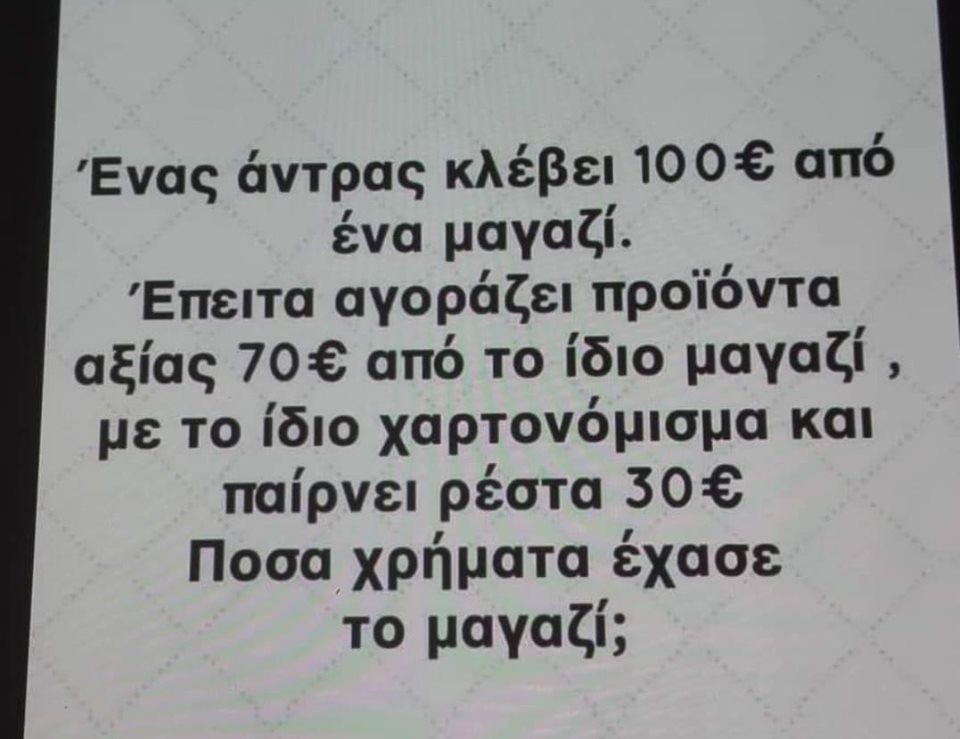 Ένας άντρας κλέβει 100€ από
ένα μαγαζί.
Έπειτα αγοράζει προϊόντα
αξίας 70€ από το ίδιο μαγαζί ,
με το ίδιο χαρτονόμισμα και
παίρνει ρέστα 30€
Ποσα χρήματα έχασε
το μαγαζί;